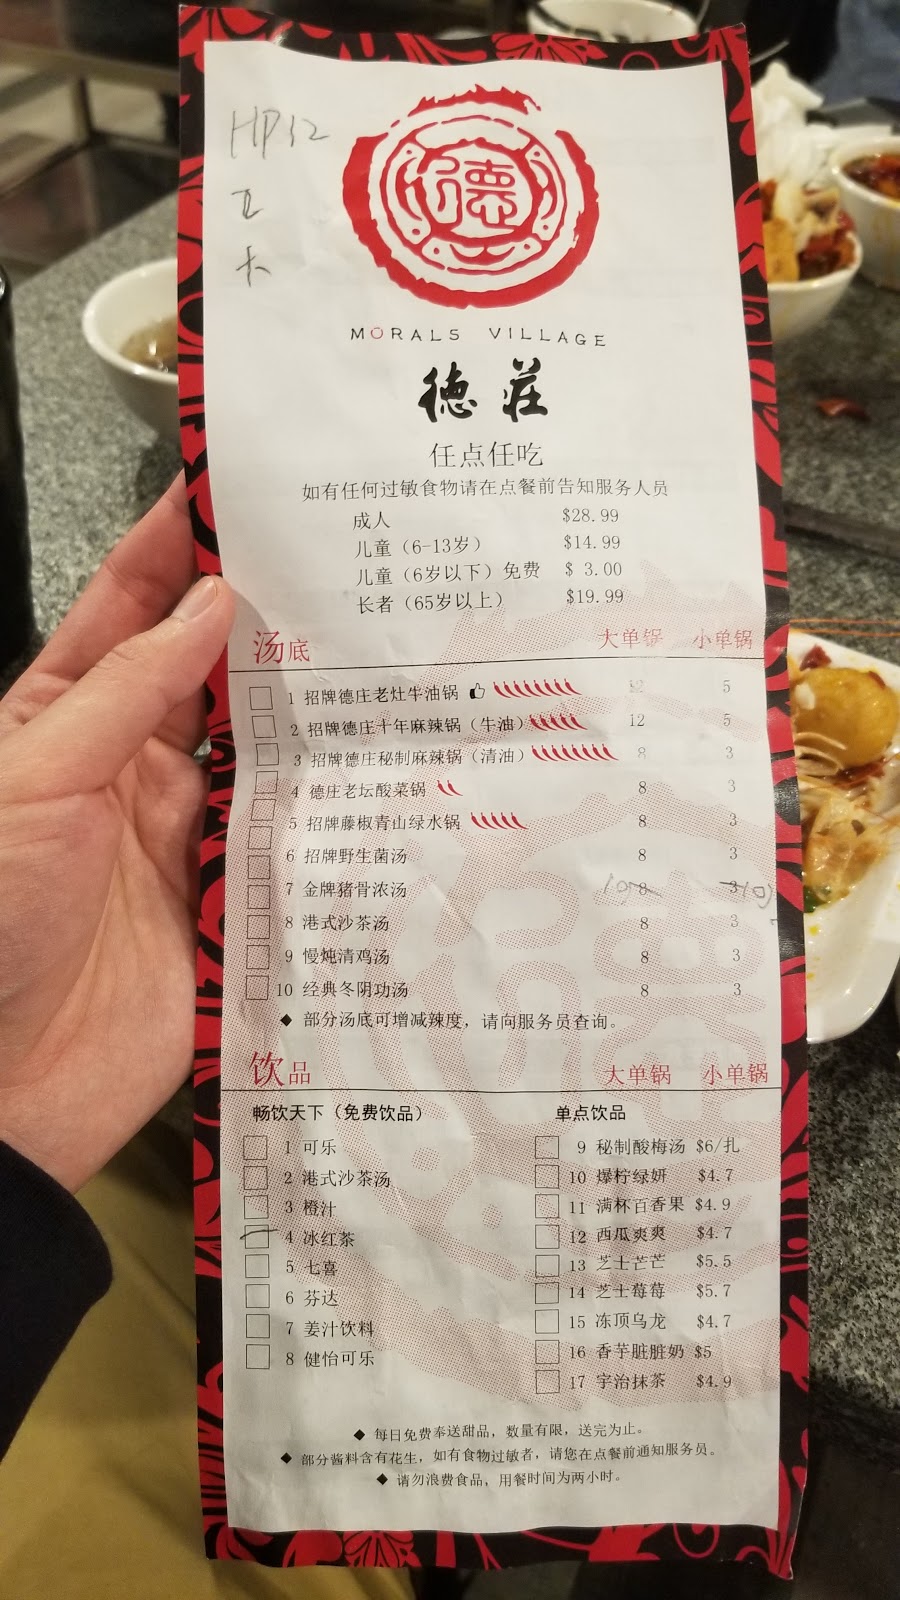 HP32
德
MORALS VILLAGE
德莊
任点任吃
如有任何过敏食物请在点餐前告知服务人员
成人 $28.99
儿童（6-13岁） $14.99
儿童（6岁以下）免费 $ 3.00
长者（65岁以上） $19.99
汤底 大单锅 小单锅
1 招牌德庄老灶牛油锅 12 5
2 招牌德庄十年麻辣锅（牛油） 12 5
3 招牌德庄秘制麻辣锅（清油） 8 3
4 德庄老坛酸菜锅 8 3
5 招牌藤椒青山绿水锅 8 3
6 招牌野生菌汤 8 3
7 金牌猪骨浓汤 8 3
8 港式沙茶汤 8 3
9 慢炖清鸡汤 8 3
10 经典冬阴功汤 8 3
◆ 部分汤底可增减辣度，请向服务员查询。
饮品 大单锅 小单锅
畅饮天下（免费饮品）
1 可乐
2 港式沙茶汤
3 橙汁
4 冰红茶
5 七喜
6 芬达
7 姜汁饮料
8 健怡可乐
单点饮品
9 秘制酸梅汤 $6/扎
10 爆柠绿妍 $4.7
11 满杯百香果 $4.9
12 西瓜爽爽 $4.7
13 芝士芒芒 $5.5
14 芝士莓莓 $5.7
15 冻顶乌龙 $4.7
16 香芋脏脏奶 $5
17 宇治抹茶 $4.9
◆ 每日免费奉送甜品，数量有限，送完为止。
◆ 部分酱料含有花生，如有食物过敏者，请您在点餐前通知服务员。
◆ 请勿浪费食品，用餐时间为两小时。